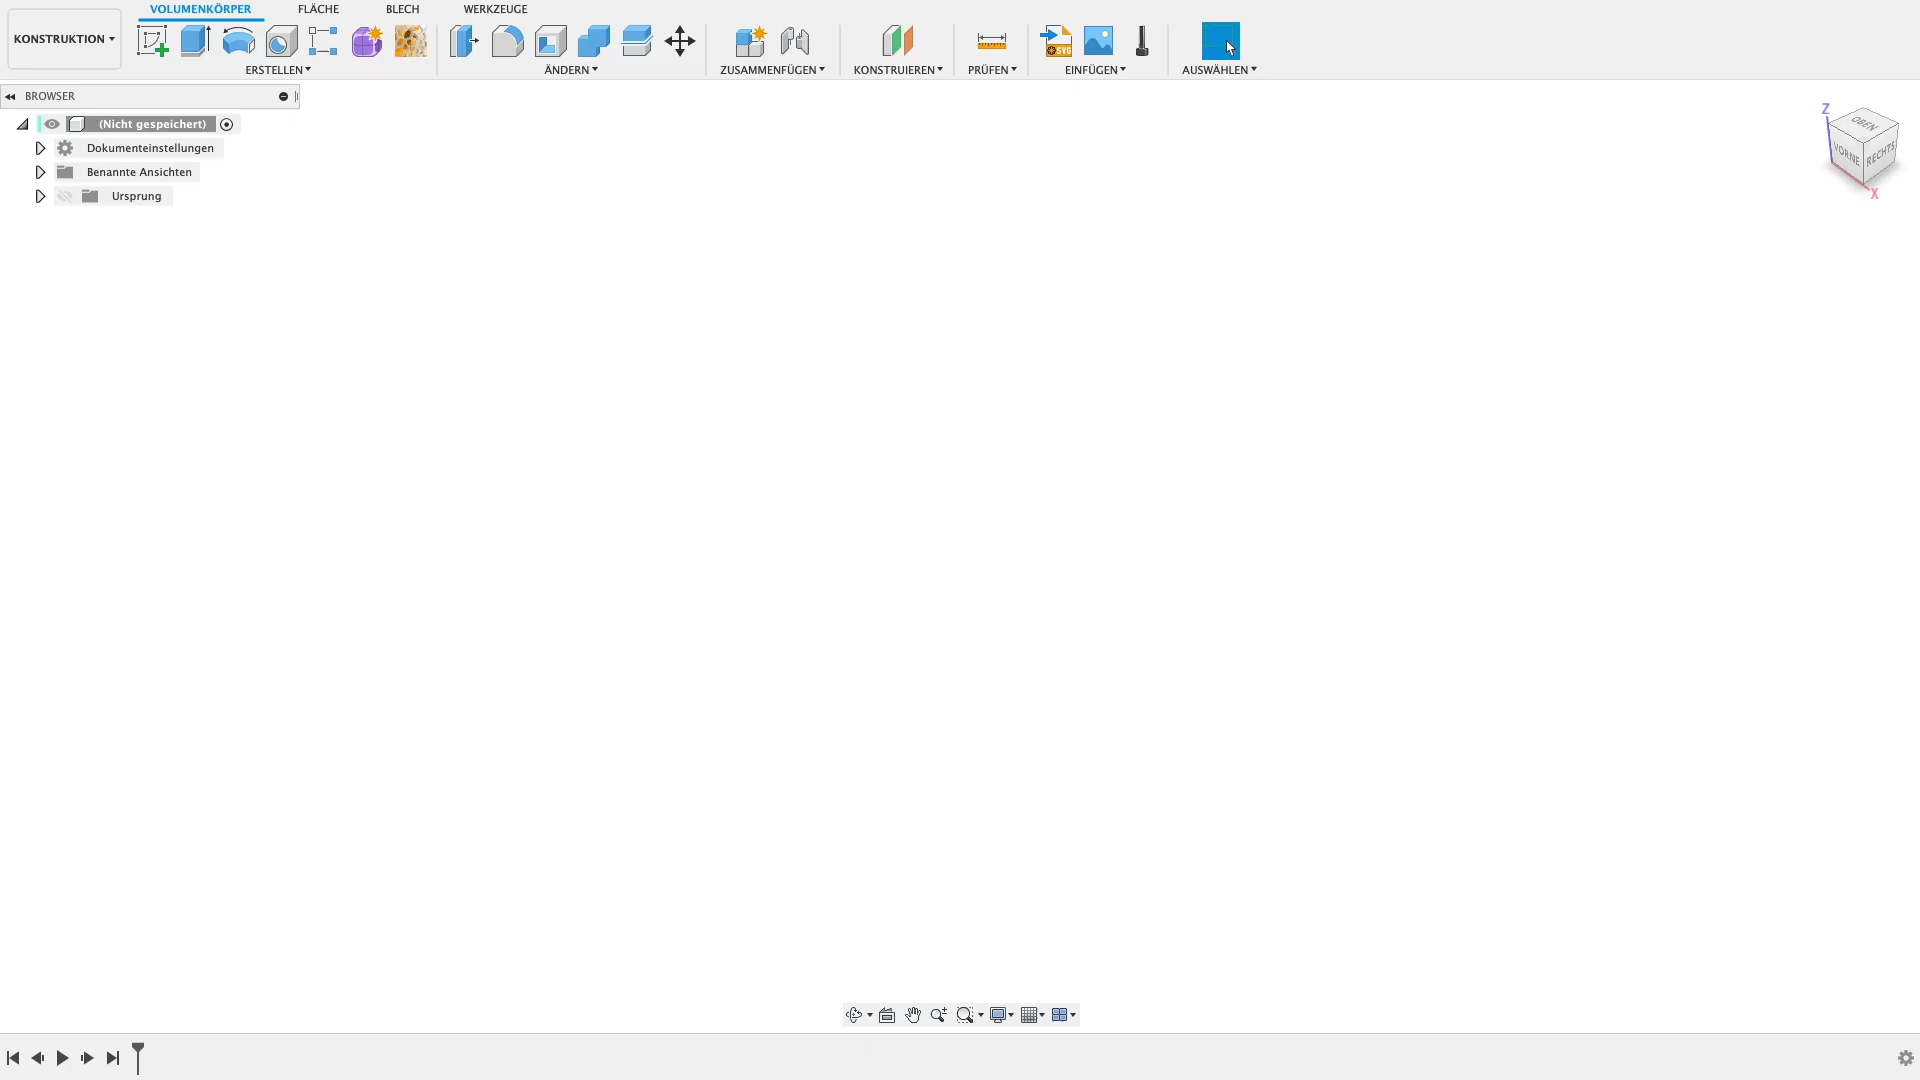 VOLUMENKÖRPER FLÄCHE BLECH WERKZEUGE
KONSTRUKTION
SVG
ERSTELLEN ÄNDERN ZUSAMMENFÜGEN KONSTRUIEREN PRÜFEN EINFÜGEN AUSWÄHLEN
BROWSER
(Nicht gespeichert)
Dokumenteinstellungen
Benannte Ansichten
Ursprung
Z
OBEN
VORNE RECHTS
X